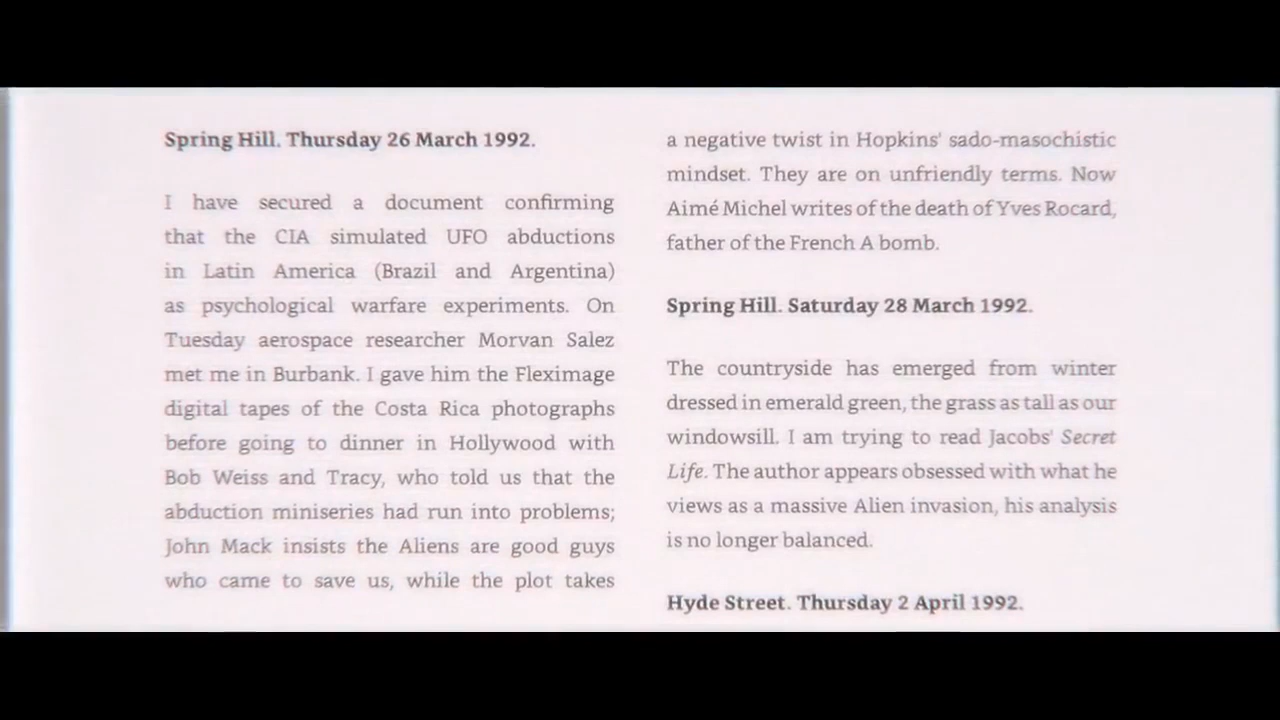 Spring Hill. Thursday 26 March 1992.
I have secured a document confirming
that the CIA simulated UFO abductions
in Latin America (Brazil and Argentina)
as psychological warfare experiments. On
Tuesday aerospace researcher Morvan Salez
met me in Burbank. I gave him the Fleximage
digital tapes of the Costa Rica photographs
before going to dinner in Hollywood with
Bob Weiss and Tracy, who told us that the
abduction miniseries had run into problems;
John Mack insists the Aliens are good guys
who came to save us, while the plot takes
a negative twist in Hopkins' sado-masochistic
mindset. They are on unfriendly terms. Now
Aimé Michel writes of the death of Yves Rocard,
father of the French A bomb.
Spring Hill. Saturday 28 March 1992.
The countryside has emerged from winter
dressed in emerald green, the grass as tall as our
windowsill. I am trying to read Jacobs' Secret
Life. The author appears obsessed with what he
views as a massive Alien invasion, his analysis
is no longer balanced.
Hyde Street. Thursday 2 April 1992.